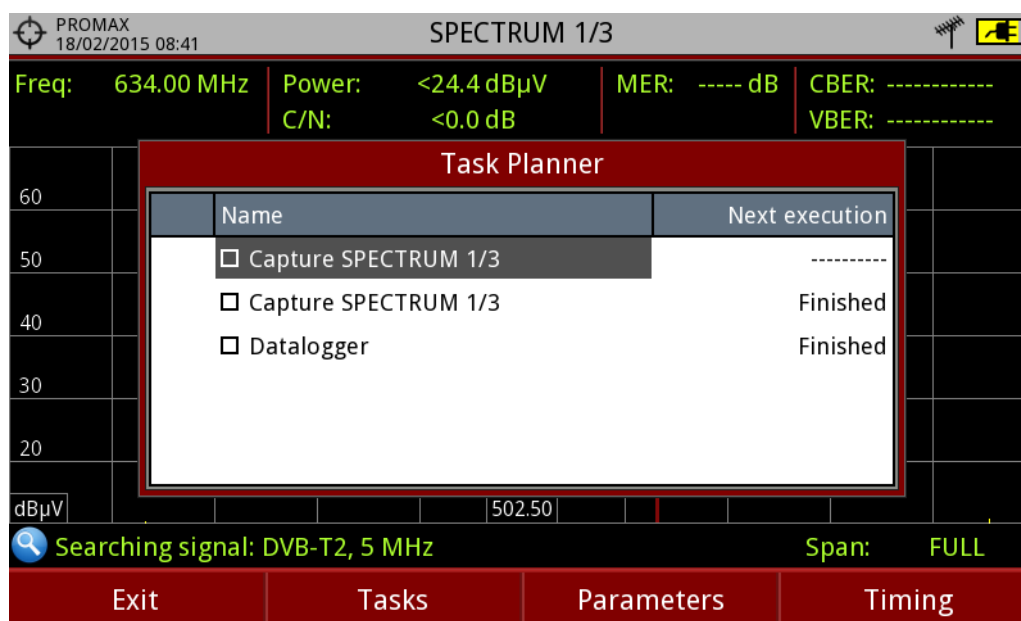 PROMAX
18/02/2015 08:41
SPECTRUM 1/3
Freq: 634.00 MHz Power: <24.4 dBµV MER: ----- dB CBER: ------------
C/N: <0.0 dB VBER: ------------
Task Planner
Name Next execution
Capture SPECTRUM 1/3 ----------
Capture SPECTRUM 1/3 Finished
Datalogger Finished
60
50
40
30
20
dBµV 502.50
Searching signal: DVB-T2, 5 MHz Span: FULL
Exit Tasks Parameters Timing